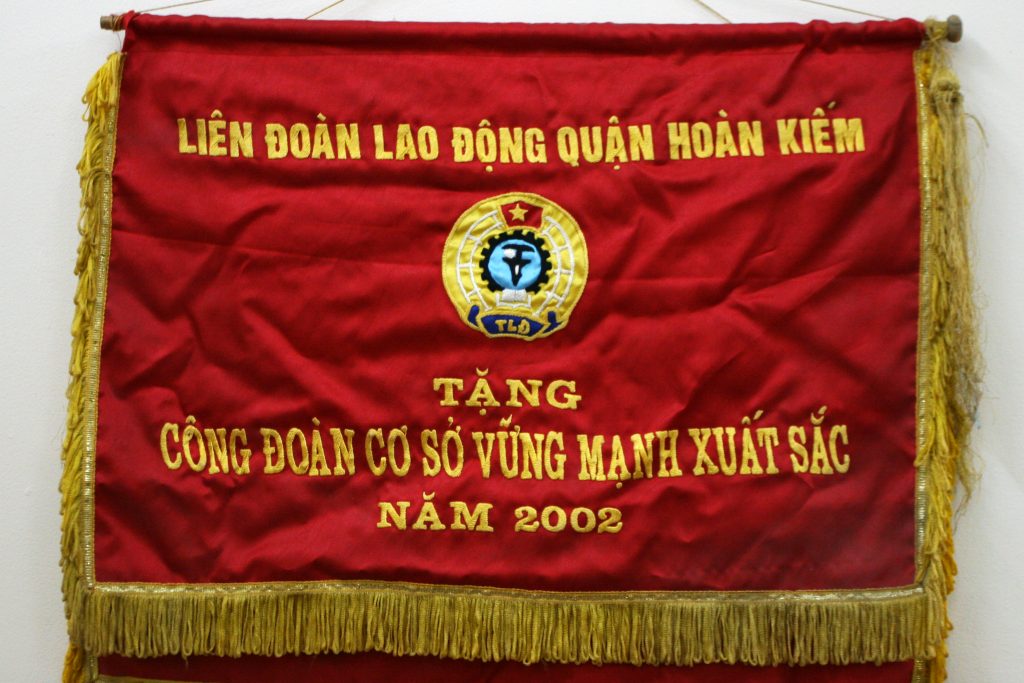 LIÊN ĐOÀN LAO ĐỘNG QUẬN HOÀN KIẾM
TLĐ
TẶNG
CÔNG ĐOÀN CƠ SỞ VỮNG MẠNH XUẤT SẮC
NĂM 2002